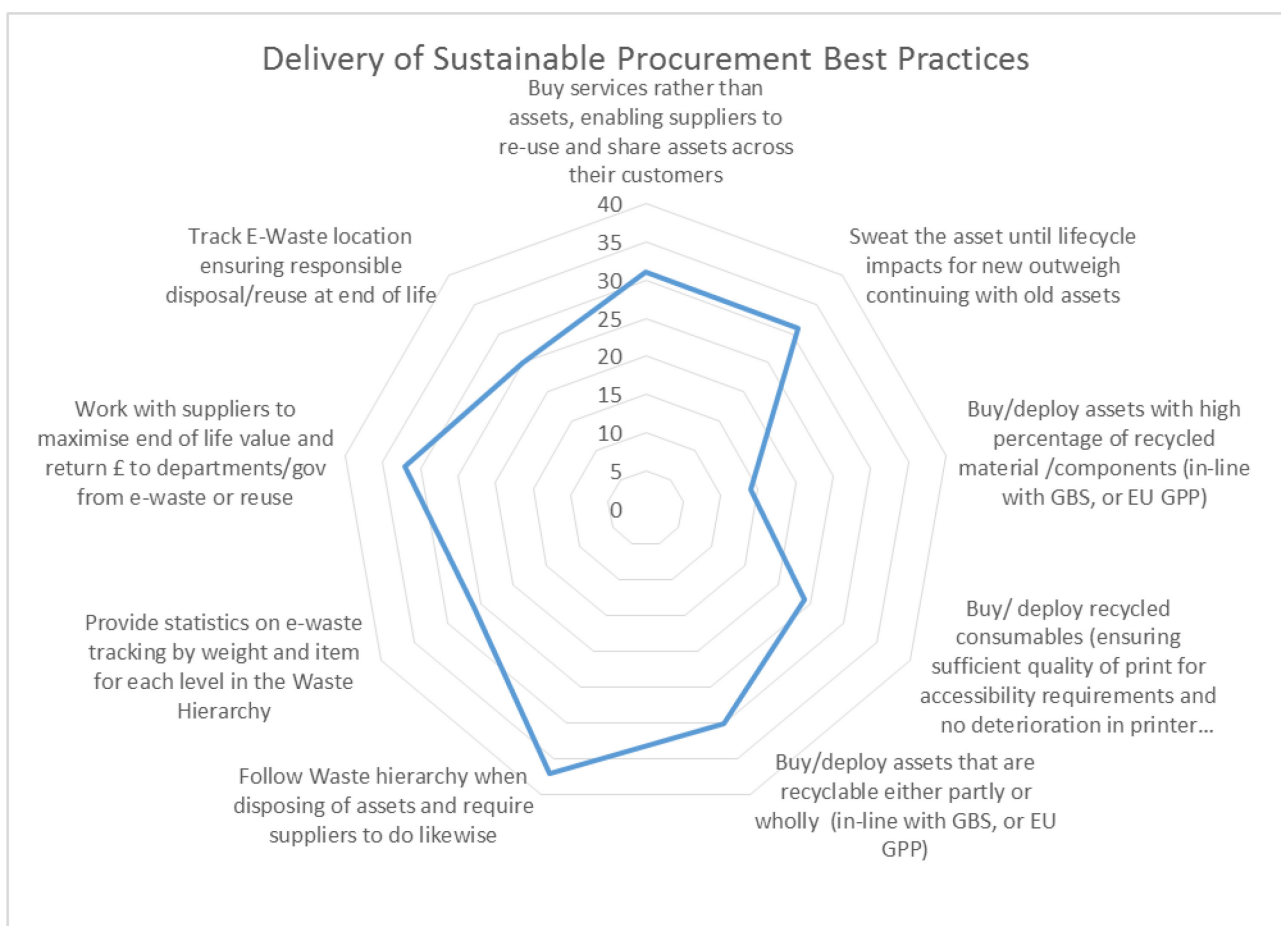 Delivery of Sustainable Procurement Best Practices
Buy services rather than
assets, enabling suppliers to
re-use and share assets across
their customers
40
35
30
25
20
15
10
5
0
Sweat the asset until lifecycle
impacts for new outweigh
continuing with old assets
Buy/deploy assets with high
percentage of recycled
material /components (in-line
with GBS, or EU GPP)
Buy/ deploy recycled
consumables (ensuring
sufficient quality of print for
accessibility requirements and
no deterioration in printer...
Buy/deploy assets that are
recyclable either partly or
wholly  (in-line with GBS, or EU
GPP)
Follow Waste hierarchy when
disposing of assets and require
suppliers to do likewise
Provide statistics on e-waste
tracking by weight and item
for each level in the Waste
Hierarchy
Work with suppliers to
maximise end of life value and
return £ to departments/gov
from e-waste or reuse
Track E-Waste location
ensuring responsible
disposal/reuse at end of life